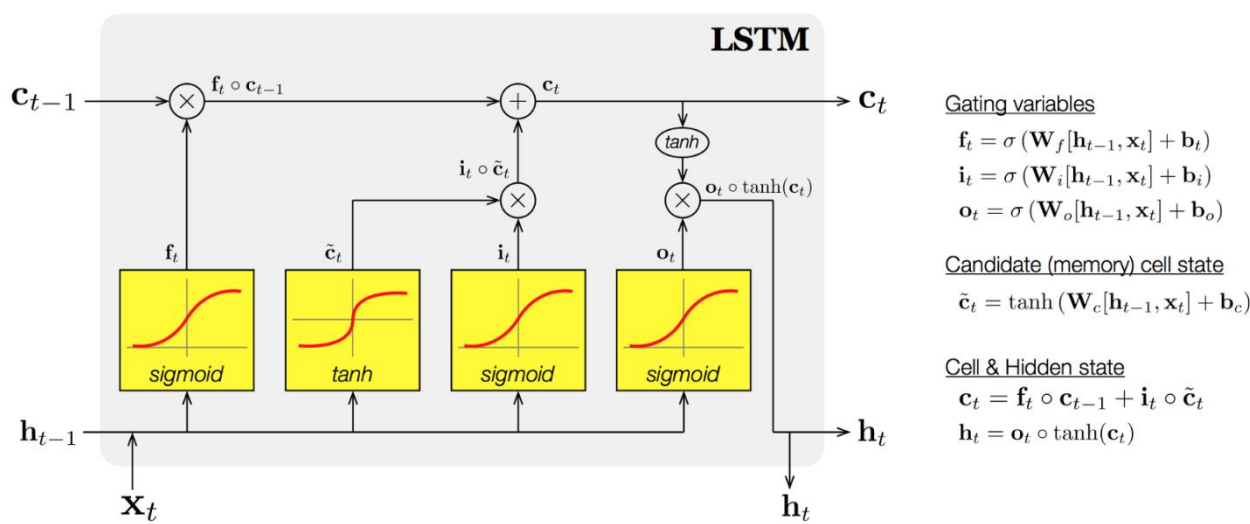 LSTM
c_{t−1}
×
f_t ∘ c_{t−1}
+
c_t
c_t
tanh
i_t ∘ c̃_t
×
×
o_t ∘ tanh(c_t)
f_t
c̃_t
i_t
o_t
sigmoid
tanh
sigmoid
sigmoid
h_{t−1}
h_t
x_t
h_t
Gating variables
f_t = σ (W_f[h_{t−1}, x_t] + b_t)
i_t = σ (W_i[h_{t−1}, x_t] + b_i)
o_t = σ (W_o[h_{t−1}, x_t] + b_o)
Candidate (memory) cell state
c̃_t = tanh (W_c[h_{t−1}, x_t] + b_c)
Cell & Hidden state
c_t = f_t ∘ c_{t−1} + i_t ∘ c̃_t
h_t = o_t ∘ tanh(c_t)